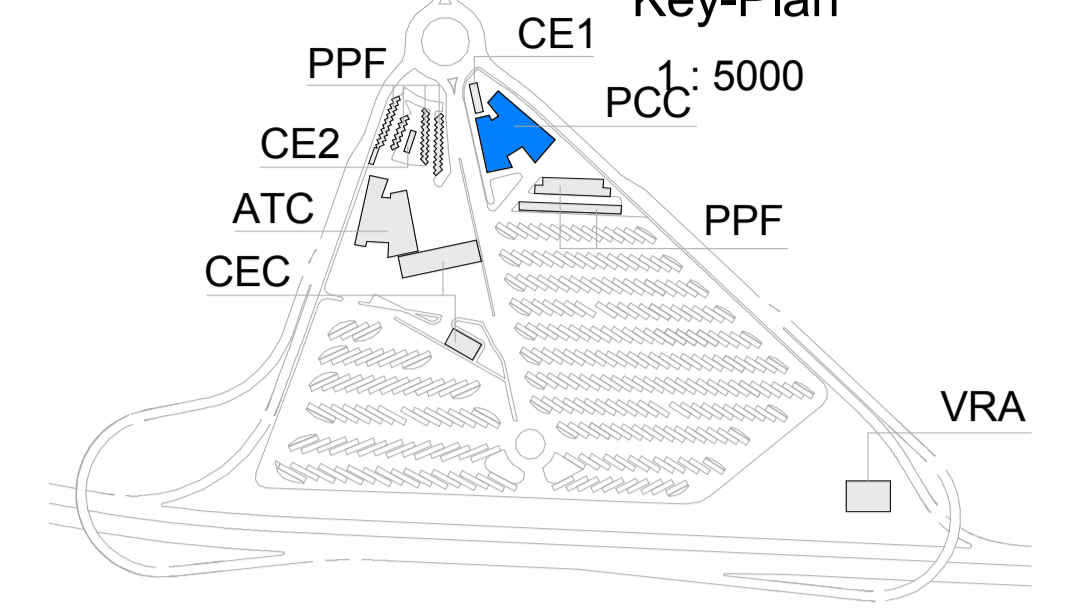 Key-Plan
CE1
PPF
1 : 5000
PCC
CE2
ATC
PPF
CEC
VRA